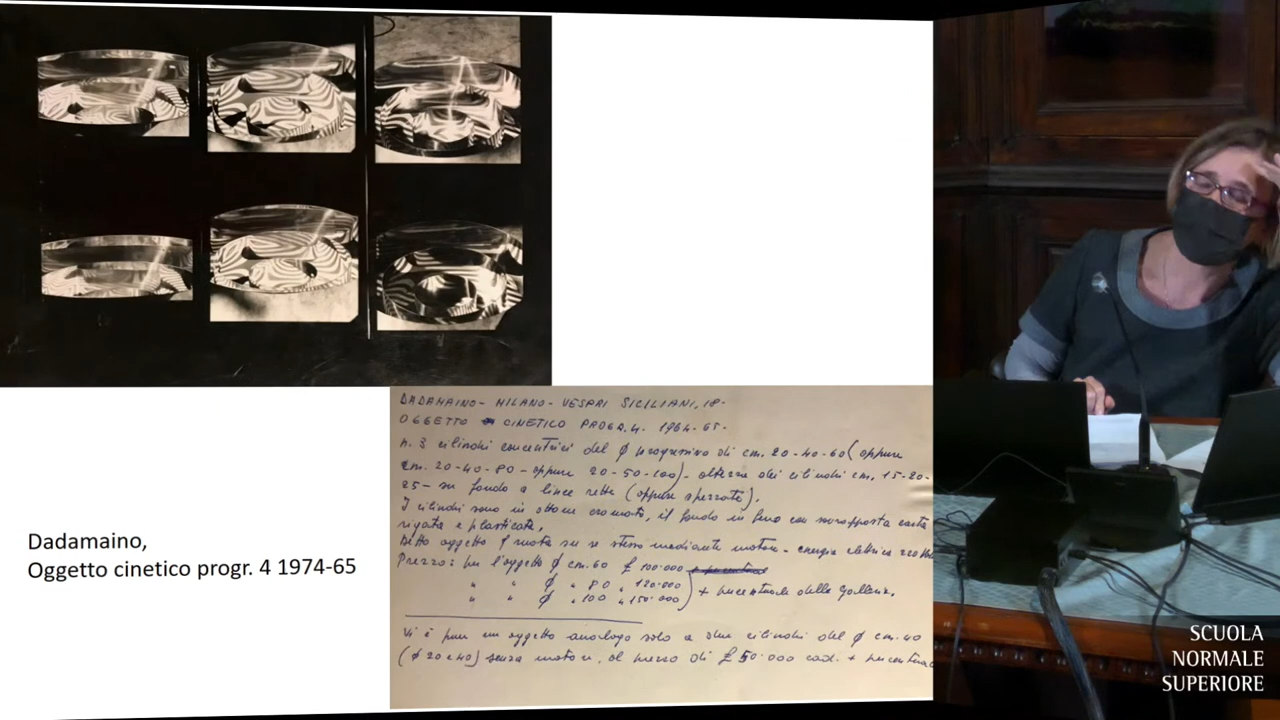 DADAMAINO - MILANO - VESPRI SICILIANI, 18 -
OGGETTO CINETICO PROGR. 4. 1964-65-
n. 3 cilindri concentrici del ø progressivo di cm. 20-40-60 (oppure
cm. 20-40-80 - oppure 20-50-100) - altezza dei cilindri cm. 15-20-
25 - su fondo a linee rette (oppure spezzate).
I cilindri sono in ottone cromato, il fondo in con sovrapposta carta
rigata e plasticata.
Detto oggetto ruota su se stesso mediante motore - energia elettrica 220
Prezzo: per l'oggetto ø cm. 60 £ 100.000
" " ø " 80 " 120.000
" " ø " 100 " 150.000 + percentuale della galleria.
Vi è pure un oggetto analogo solo a due cilindri del ø cm. 40
(ø 20 e 40) senza motore, al prezzo di £ 50.000 cad. +
Dadamaino,
Oggetto cinetico progr. 4 1974-65
SCUOLA
NORMALE
SUPERIORE